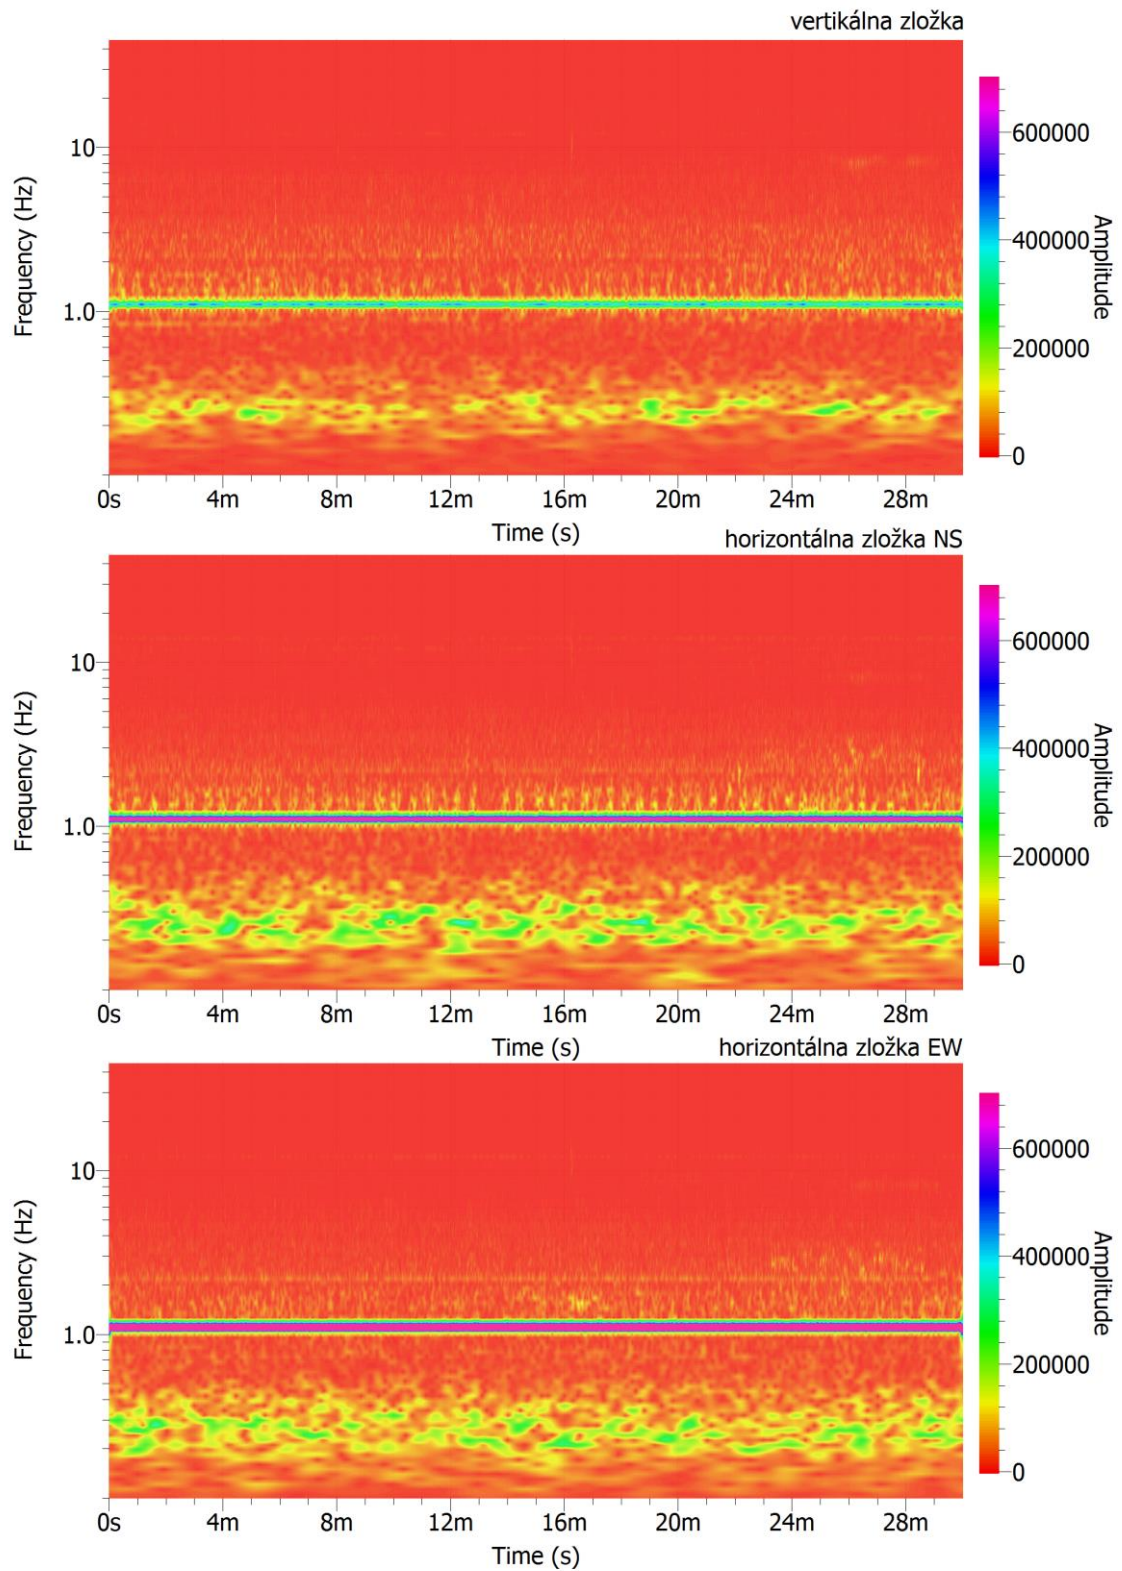 vertikálna zložka
Frequency (Hz)
10
1.0
0s 4m 8m 12m 16m 20m 24m 28m
Time (s)
600000
400000
200000
0
Amplitude
horizontálna zložka NS
Frequency (Hz)
10
1.0
0s 4m 8m 12m 16m 20m 24m 28m
Time (s)
600000
400000
200000
0
Amplitude
horizontálna zložka EW
Frequency (Hz)
10
1.0
0s 4m 8m 12m 16m 20m 24m 28m
Time (s)
600000
400000
200000
0
Amplitude